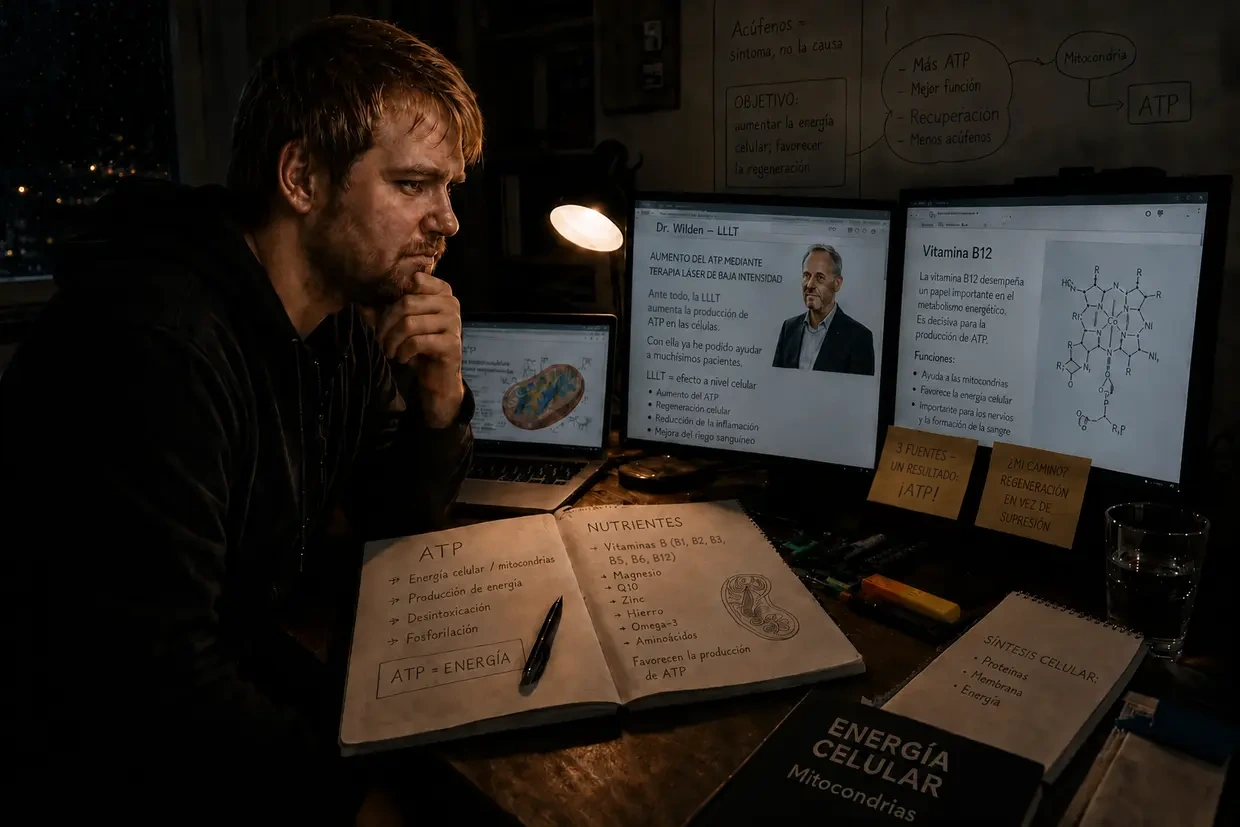 Acúfenos =
síntoma, no la causa
OBJETIVO:
aumentar la energía
celular; favorecer
la regeneración
- Más ATP
- Mejor función
- Recuperación
- Menos acúfenos
Mitocondria
ATP
Dr. Wilden – LLLT
AUMENTO DEL ATP MEDIANTE
TERAPIA LÁSER DE BAJA INTENSIDAD
Ante todo, la LLLT
aumenta la producción de
ATP en las células.
Con ella ya he podido ayudar
a muchísimos pacientes.
LLLT = efecto a nivel celular
• Aumento del ATP
• Regeneración celular
• Reducción de la inflamación
• Mejora del riego sanguíneo
Vitamina B12
La vitamina B12 desempeña
un papel importante en el
metabolismo energético.
Es decisiva para la
producción de ATP.
Funciones:
• Ayuda a las mitocondrias
• Favorece la energía celular
• Importante para los nervios
y la formación de la sangre
3 FUENTES –
UN RESULTADO:
¡ATP!
¿MI CAMINO?
REGENERACIÓN
EN VEZ DE
SUPRESIÓN
ATP
→ Energía celular / mitocondrias
→ Producción de energía
→ Desintoxicación
→ Fosforilación
ATP = ENERGÍA
NUTRIENTES
→ Vitaminas B (B1, B2, B3,
B5, B6, B12)
→ Magnesio
→ Q10
→ Zinc
→ Hierro
→ Omega-3
→ Aminoácidos
Favorecen la producción
de ATP
SÍNTESIS CELULAR:
• Proteínas
• Membrana
• Energía
ENERGÍA
CELULAR
Mitocondrias